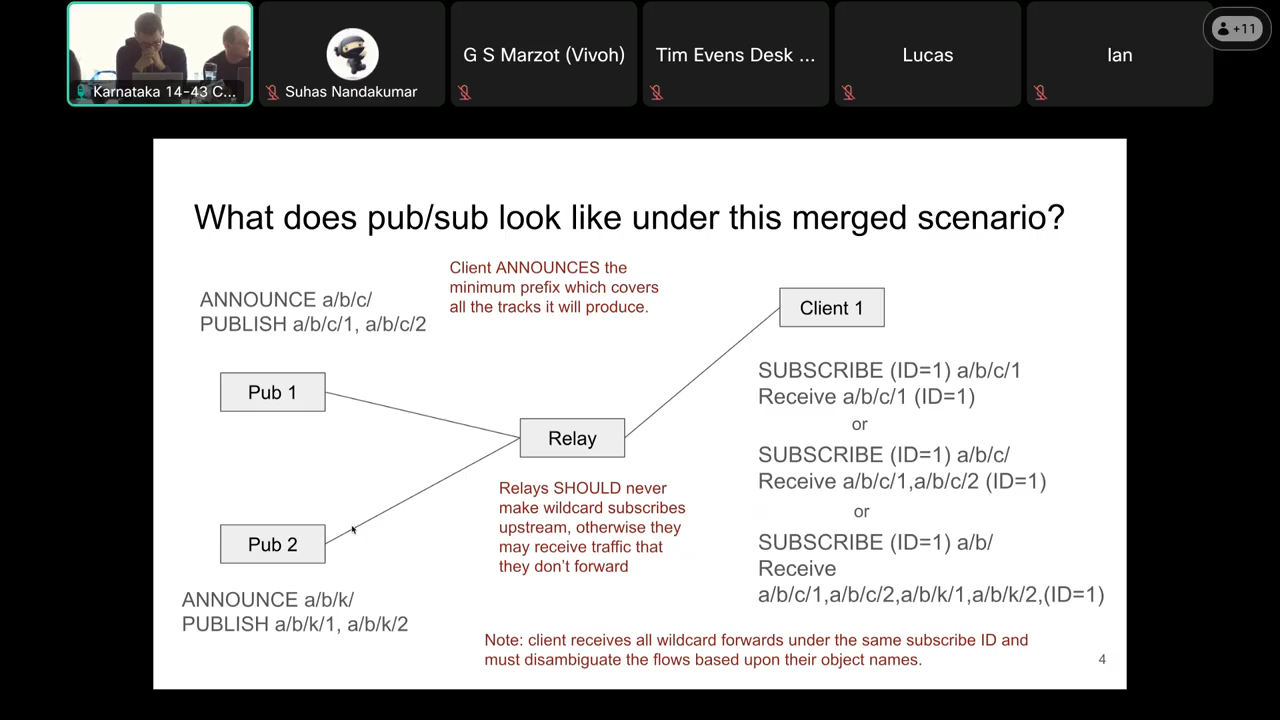 Karnataka 14-43 C...
Suhas Nandakumar
G S Marzot (Vivoh)
Tim Evens Desk ...
Lucas
Ian
+11
What does pub/sub look like under this merged scenario?
Client ANNOUNCES the
minimum prefix which covers
all the tracks it will produce.
ANNOUNCE a/b/c/
PUBLISH a/b/c/1, a/b/c/2
Client 1
Pub 1
Relay
SUBSCRIBE (ID=1) a/b/c/1
Receive a/b/c/1 (ID=1)
or
SUBSCRIBE (ID=1) a/b/c/
Receive a/b/c/1,a/b/c/2 (ID=1)
or
SUBSCRIBE (ID=1) a/b/
Receive
a/b/c/1,a/b/c/2,a/b/k/1,a/b/k/2,(ID=1)
Relays SHOULD never
make wildcard subscribes
upstream, otherwise they
may receive traffic that
they don’t forward
Pub 2
ANNOUNCE a/b/k/
PUBLISH a/b/k/1, a/b/k/2
Note: client receives all wildcard forwards under the same subscribe ID and
must disambiguate the flows based upon their object names.
4